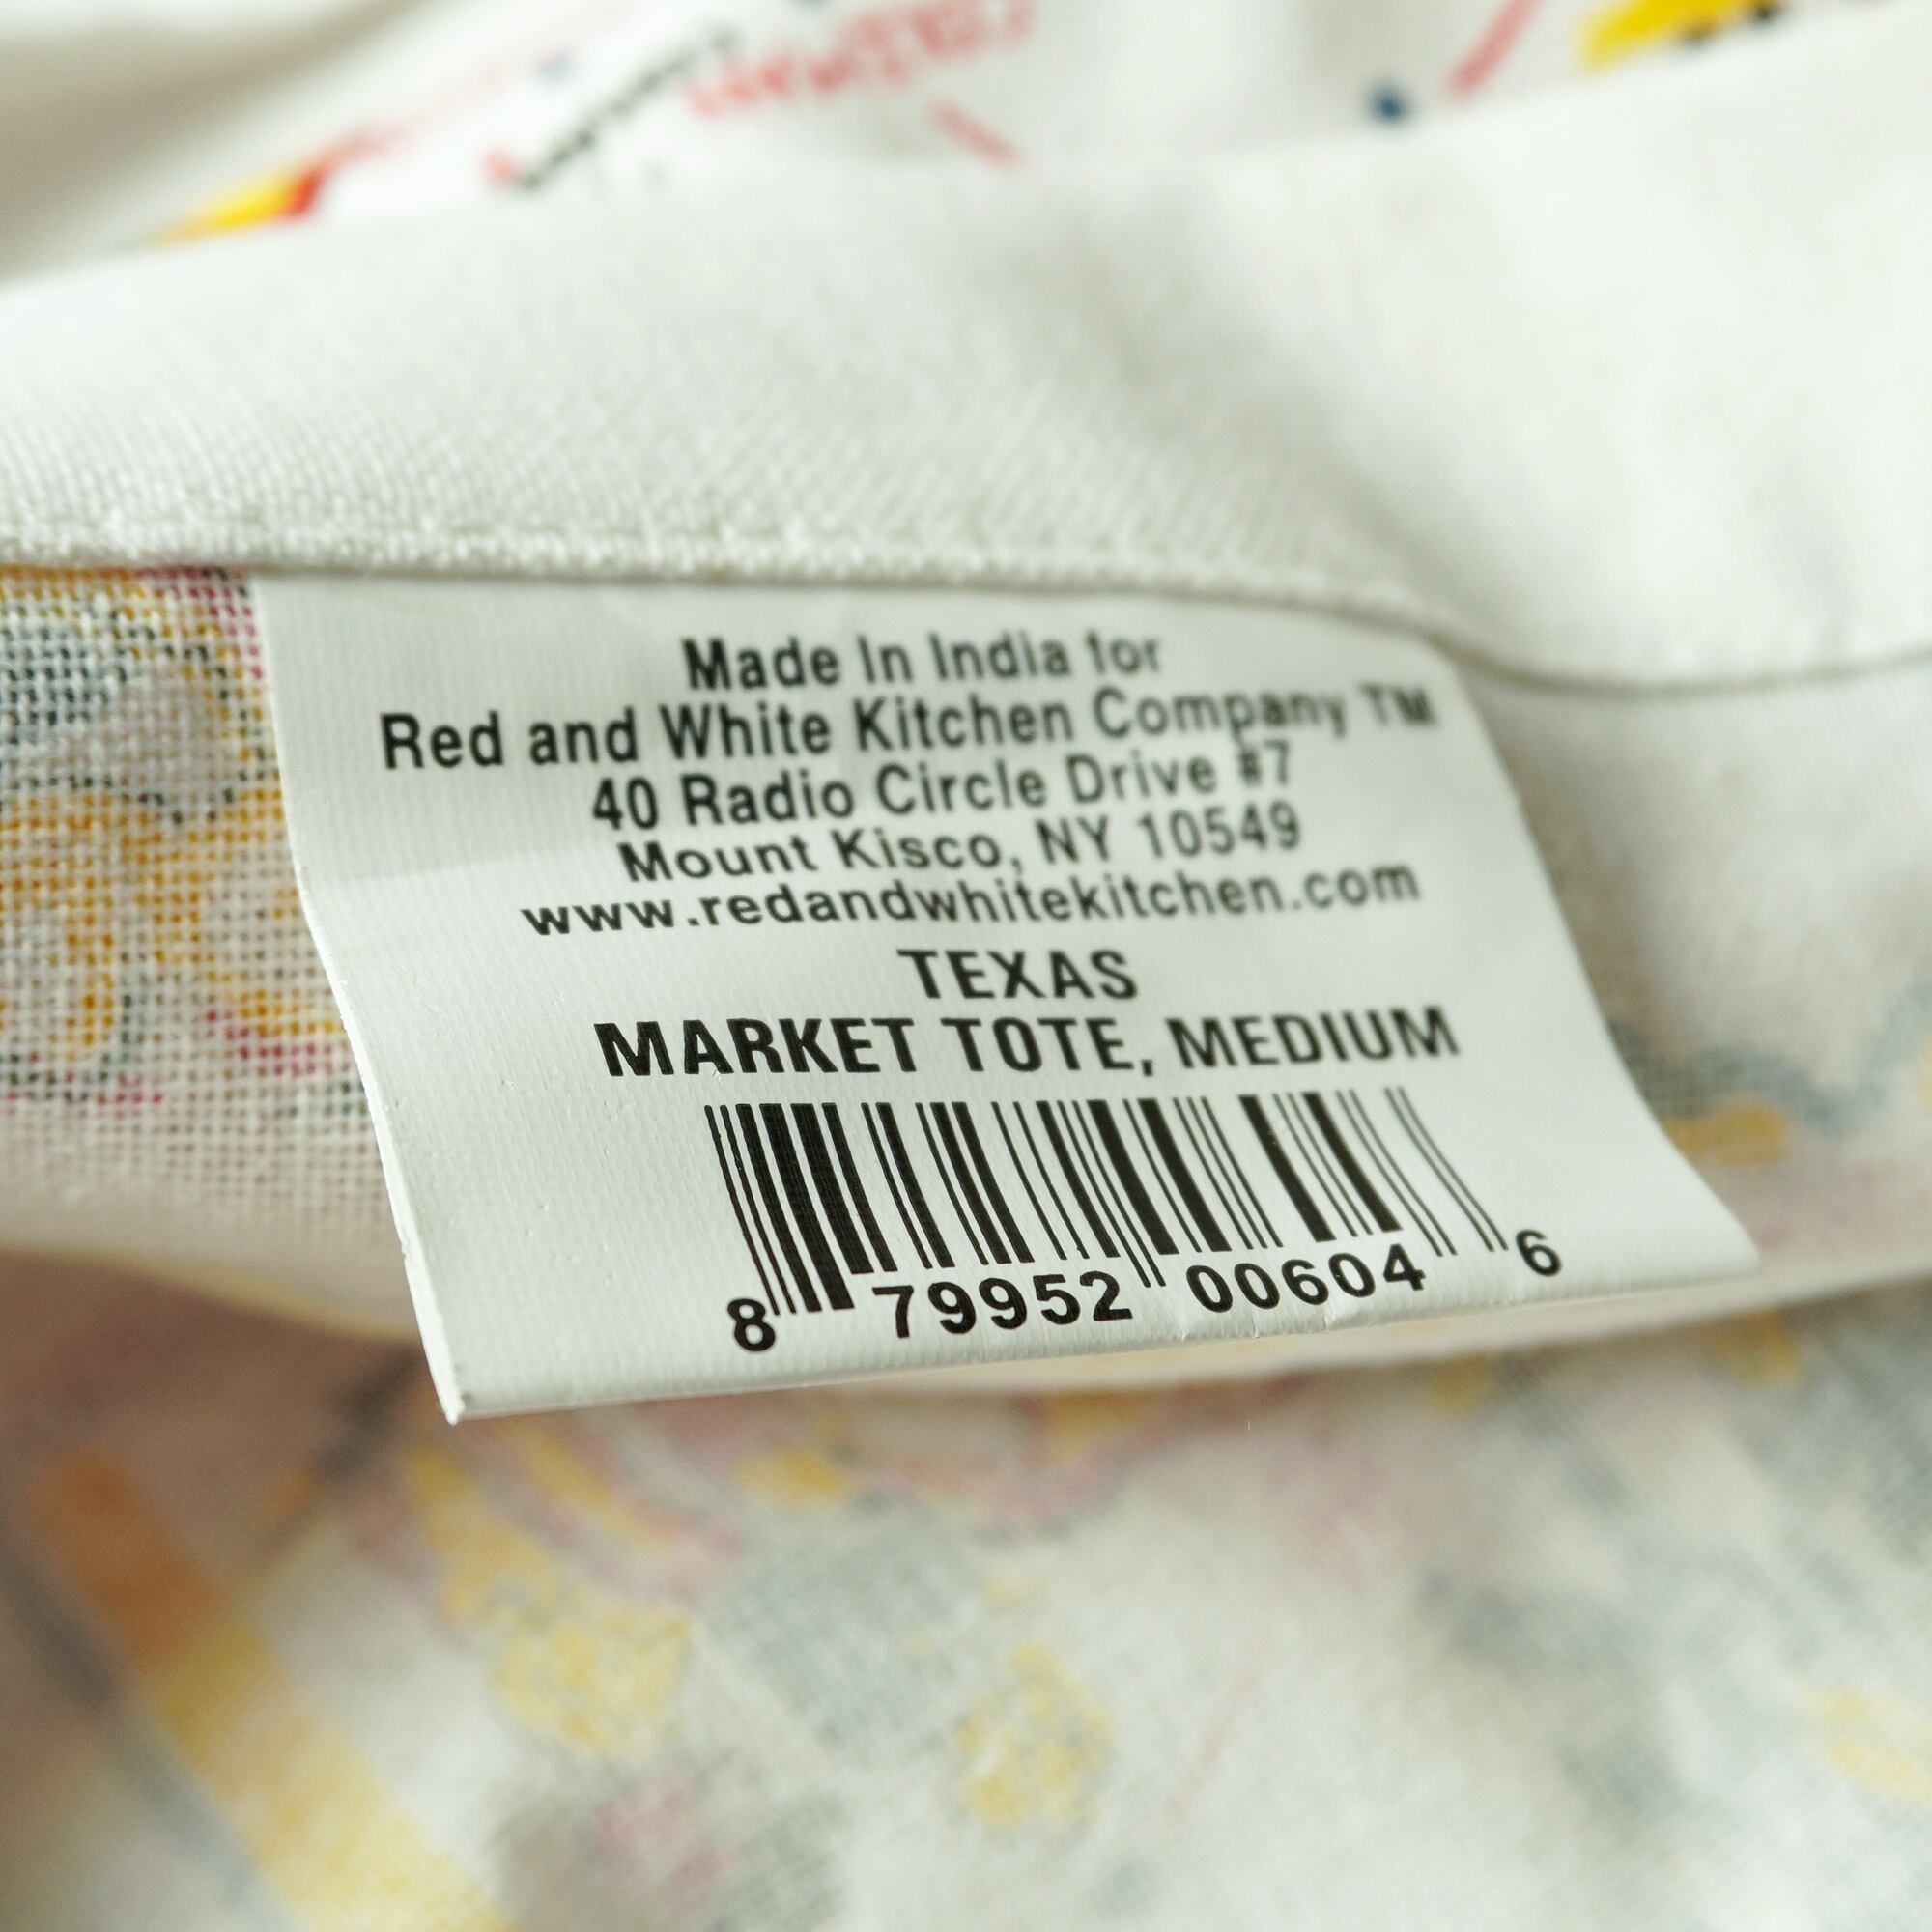 Made In India for
Red and White Kitchen Company TM
40 Radio Circle Drive #7
Mount Kisco, NY 10549
www.redandwhitekitchen.com
TEXAS
MARKET TOTE, MEDIUM
8 79952 00604 6